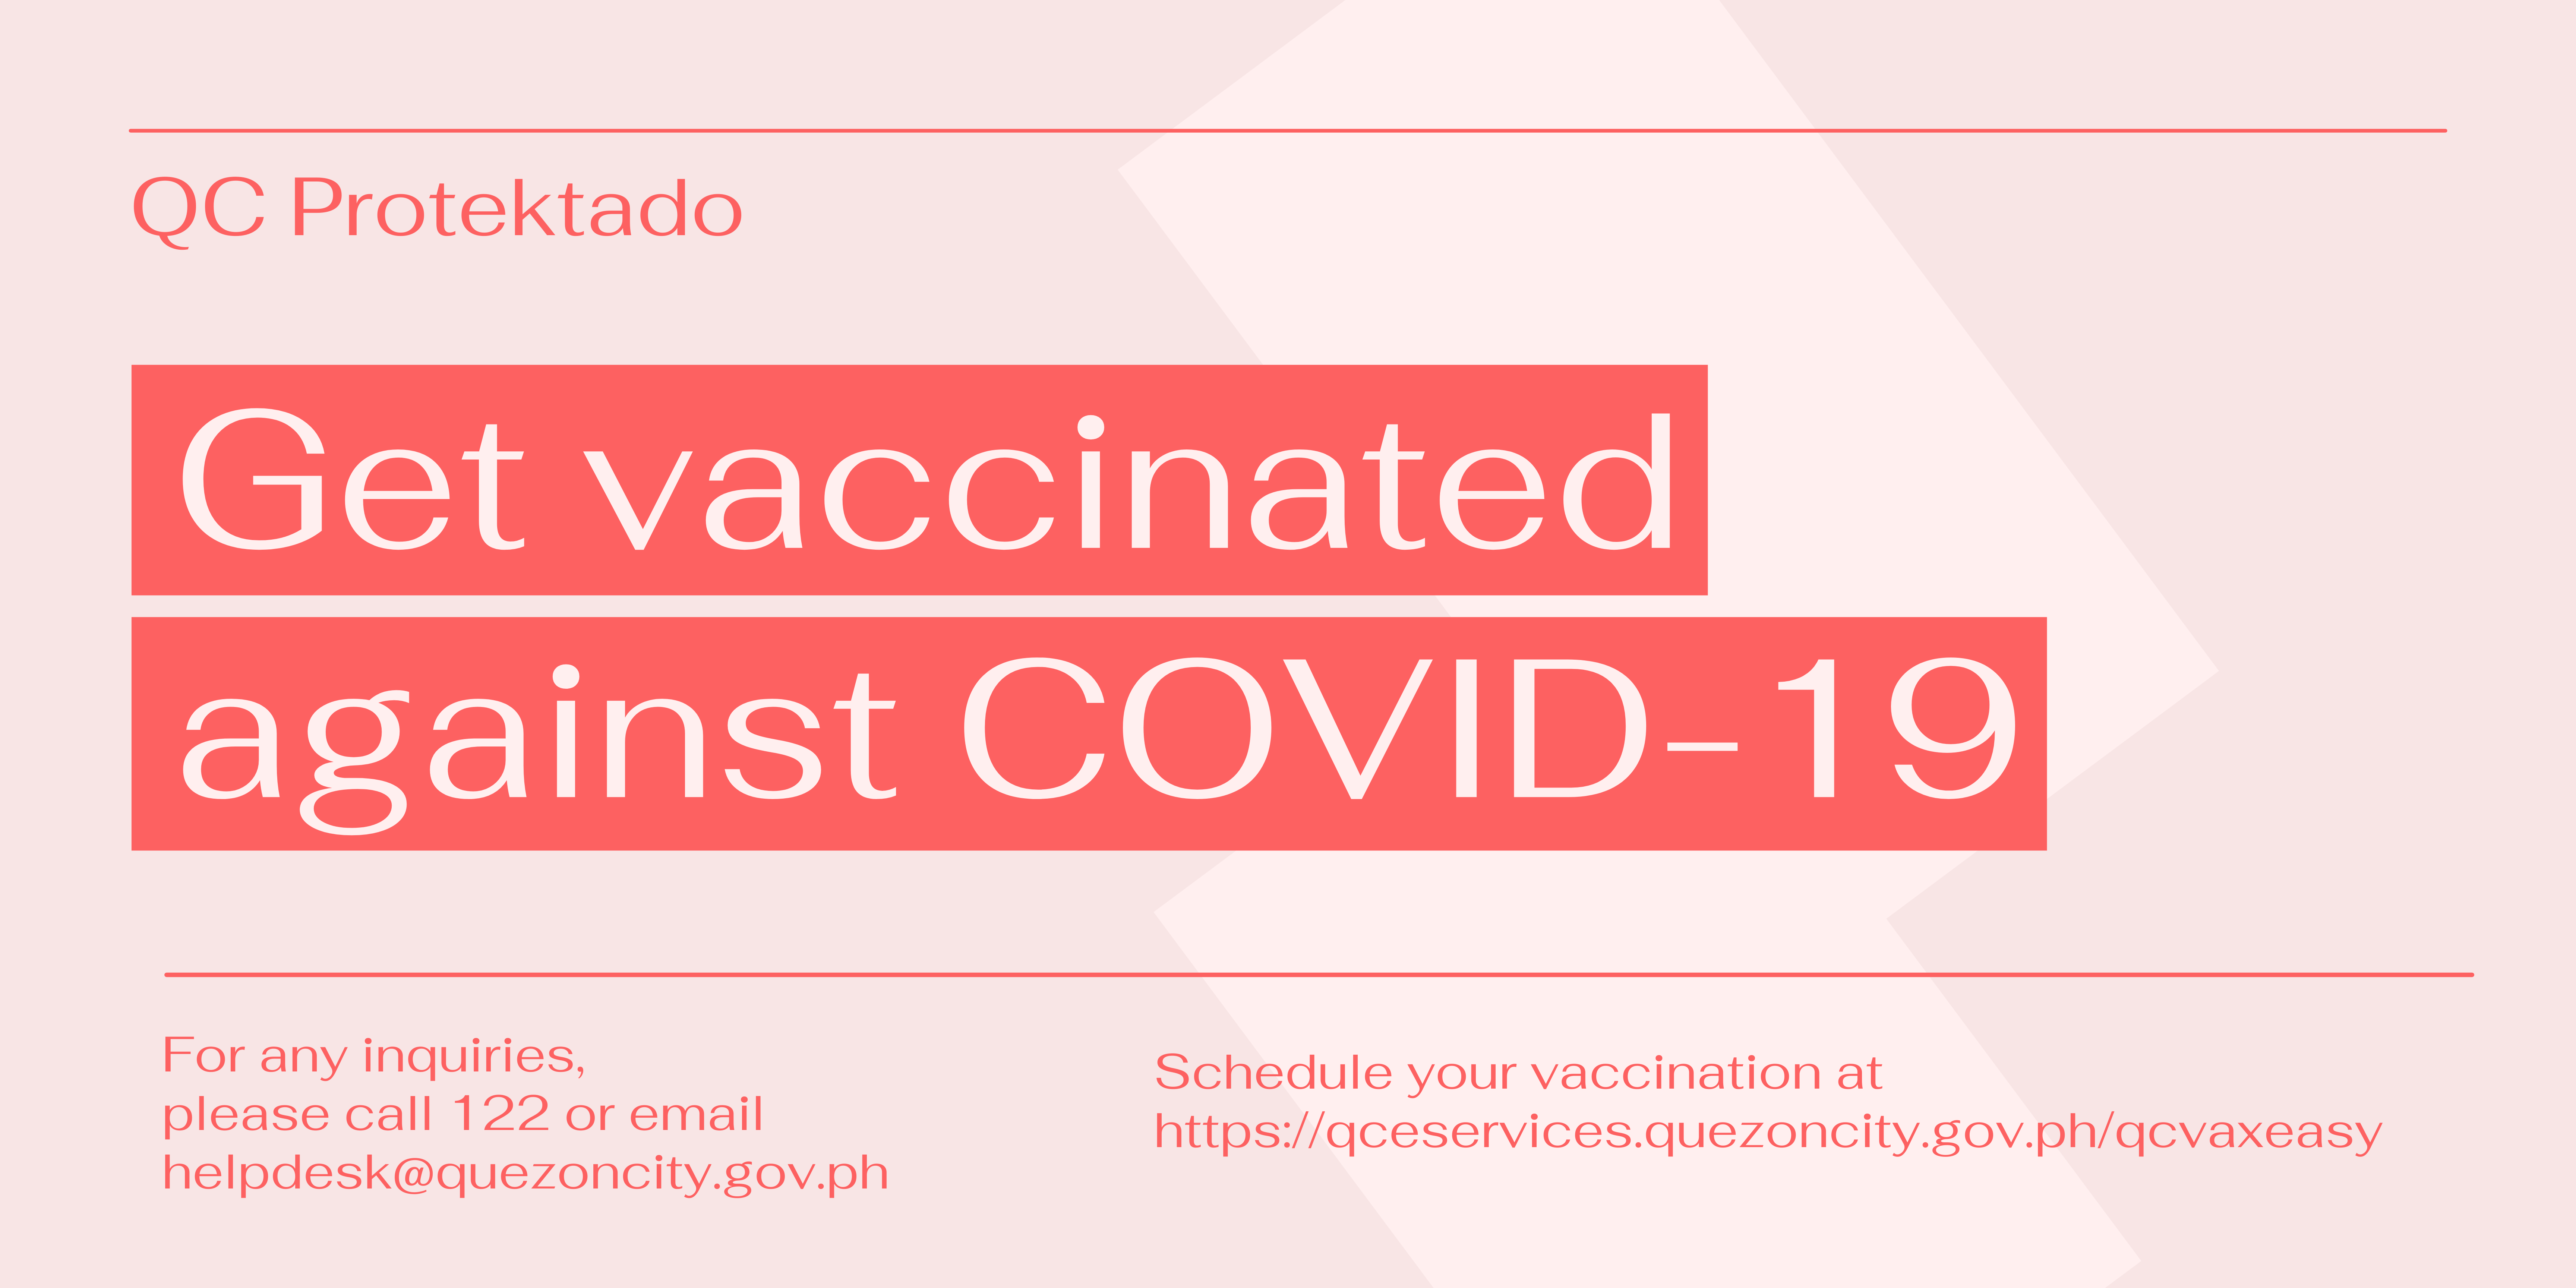 QC Protektado
Get vaccinated
against COVID-19
For any inquiries,
please call 122 or email
helpdesk@quezoncity.gov.ph
Schedule your vaccination at
https://qceservices.quezoncity.gov.ph/qcvaxeasy